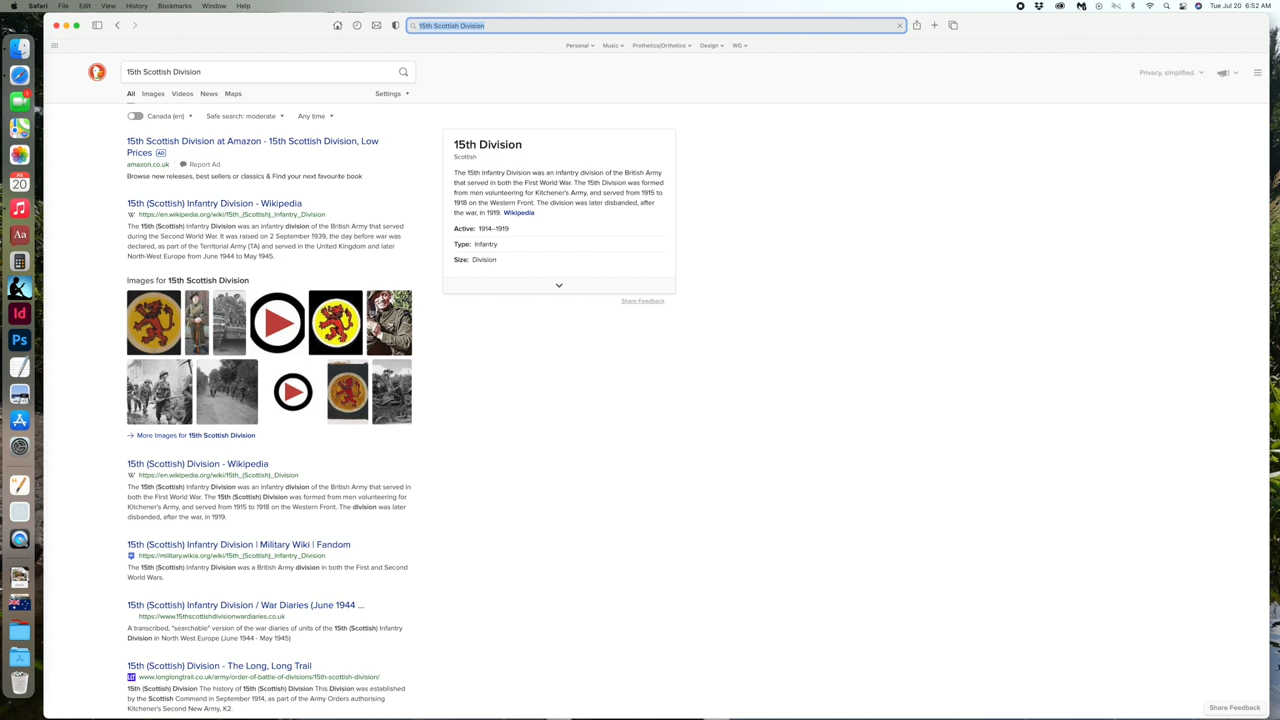 Safari File Edit View History Bookmarks Window Help
Tue Jul 20 6:52 AM
15th Scottish Division
Personal Music Prothetics/Orthotics Design WG
15th Scottish Division
Privacy, simplified.
All Images Videos News Maps
Settings
Canada (en) Safe search: moderate Any time
15th Scottish Division at Amazon - 15th Scottish Division, Low
Prices AD
amazon.co.uk Report Ad
Browse new releases, best sellers or classics & Find your next favourite book
15th (Scottish) Infantry Division - Wikipedia
W https://en.wikipedia.org/wiki/15th_(Scottish)_Infantry_Division
The 15th (Scottish) Infantry Division was an infantry division of the British Army that served
during the Second World War. It was raised on 2 September 1939, the day before war was
declared, as part of the Territorial Army (TA) and served in the United Kingdom and later
North-West Europe from June 1944 to May 1945.
Images for 15th Scottish Division
More Images for 15th Scottish Division
15th (Scottish) Division - Wikipedia
W https://en.wikipedia.org/wiki/15th_(Scottish)_Division
The 15th (Scottish) Infantry Division was an infantry division of the British Army that served in
both the First World War. The 15th (Scottish) Division was formed from men volunteering for
Kitchener's Army, and served from 1915 to 1918 on the Western Front. The division was later
disbanded, after the war, in 1919.
15th (Scottish) Infantry Division | Military Wiki | Fandom
https://military.wikia.org/wiki/15th_(Scottish)_Infantry_Division
The 15th (Scottish) Infantry Division was a British Army division in both the First and Second
World Wars.
15th (Scottish) Infantry Division / War Diaries (June 1944 ...
https://www.15thscottishdivisionwardiaries.co.uk
A transcribed, "searchable" version of the war diaries of units of the 15th (Scottish) Infantry
Division in North West Europe (June 1944 - May 1945)
15th (Scottish) Division - The Long, Long Trail
www.longlongtrail.co.uk/army/order-of-battle-of-divisions/15th-scottish-division/
15th (Scottish) Division The history of 15th (Scottish) Division This Division was established
by the Scottish Command in September 1914, as part of the Army Orders authorising
Kitchener's Second New Army, K2.
15th Division
Scottish
The 15th Infantry Division was an infantry division of the British Army
that served in both the First World War. The 15th Division was formed
from men volunteering for Kitchener's Army, and served from 1915 to
1918 on the Western Front. The division was later disbanded, after
the war, in 1919. Wikipedia
Active: 1914–1919
Type: Infantry
Size: Division
Share Feedback
Share Feedback
JUL
20
Aa
Id
Ps